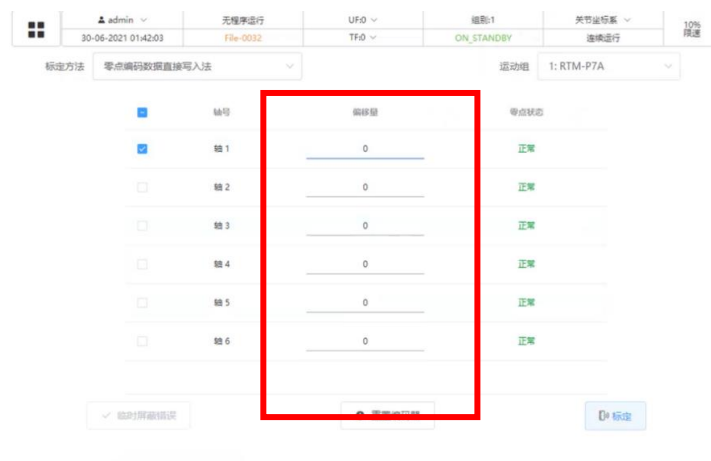 admin 无程序运行 UF:0 组别:1 关节坐标系 10%
30-06-2021 01:42:03 File-0032 TF:0 ON_STANDBY 连续运行 限速
标定方法 零点编码数据直接写入法 运动组 1: RTM-P7A
轴号 偏移量 零点状态
轴 1 0 正常
轴 2 0 正常
轴 3 0 正常
轴 4 0 正常
轴 5 0 正常
轴 6 0 正常
临时屏蔽错误 重置编码器 标定